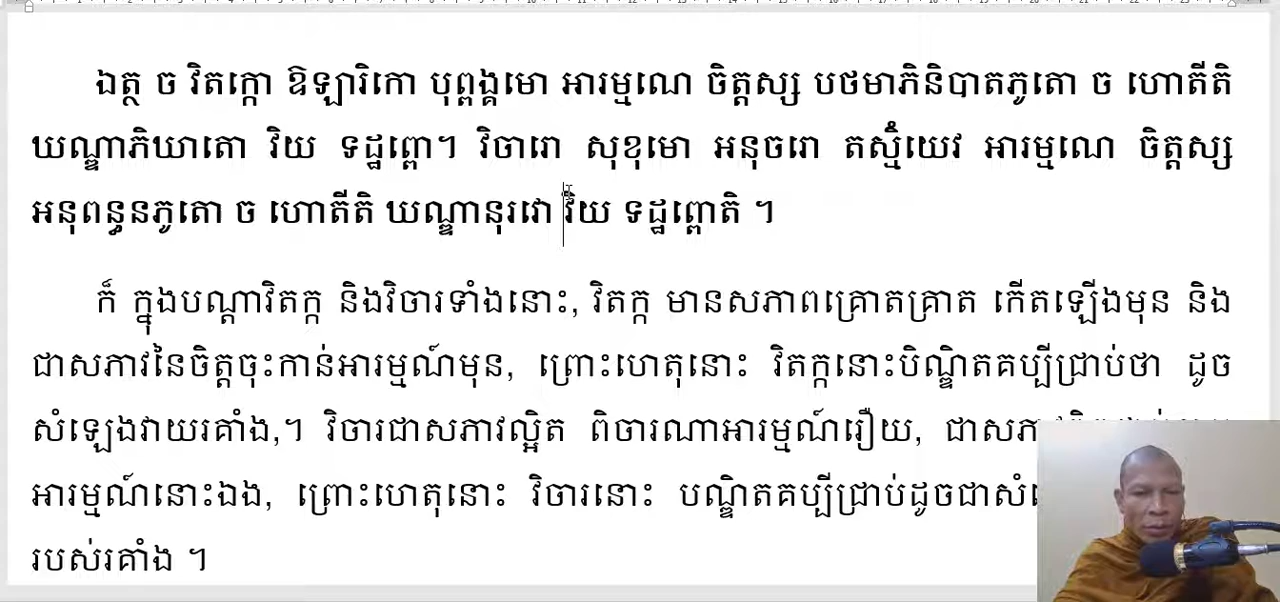 ឯត្ថ ច វិតក្កោ ឱឡារិកោ បុព្ពង្គមោ អារម្មណេ ចិត្តស្ស បឋមាភិនិបាតភូតោ ច ហោតីតិ
ឃណ្ឌាភិឃាតោ វិយ ទដ្ឋព្ពោ។ វិចារោ សុខុមោ អនុចរោ តស្មិំយេវ អារម្មណេ ចិត្តស្ស
អនុពន្ធនភូតោ ច ហោតីតិ ឃណ្ឌានុរវោ វិយ ទដ្ឋព្ពោតិ ។
ក៏ ក្នុងបណ្តាវិតក្ក និងវិចារទាំងនោះ, វិតក្ក មានសភាពគ្រោតគ្រាត កើតឡើងមុន និង
ជាសភាវនៃចិត្តចុះកាន់អារម្មណ៍មុន, ព្រោះហេតុនោះ វិតក្កនោះបិណ្ឌិតគប្បីជ្រាប់ថា ដូច
សំឡេងវាយរគាំង,។ វិចារជាសភាវល្អិត ពិចារណាអារម្មណ៍រឿយ,
អារម្មណ៍នោះឯង, ព្រោះហេតុនោះ វិចារនោះ បណ្ឌិតគប្បីជ្រាប់ដូចជា
របស់រគាំង ។